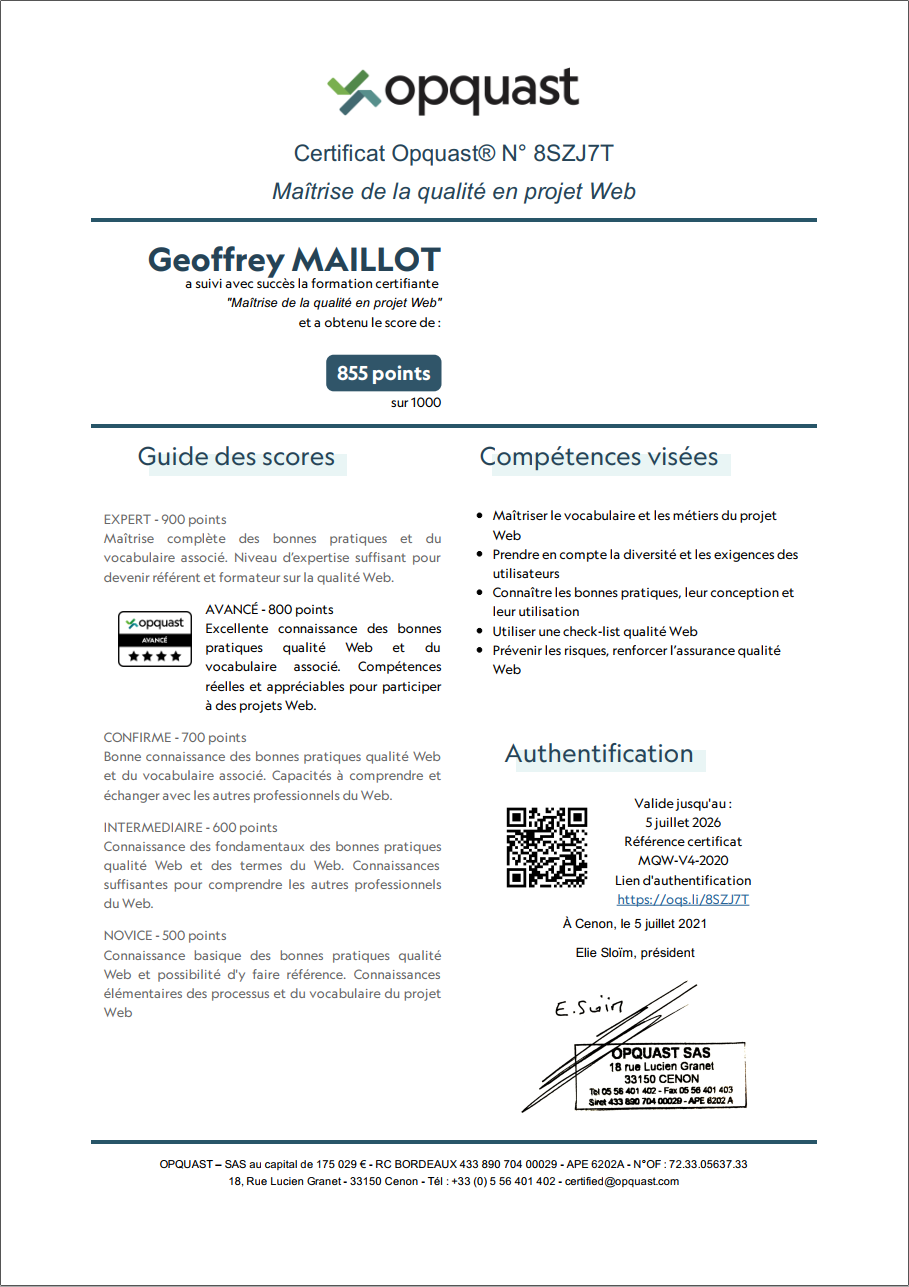 opquast
Certificat Opquast® N° 8SZJ7T
Maîtrise de la qualité en projet Web
Geoffrey MAILLOT
a suivi avec succès la formation certifiante
"Maîtrise de la qualité en projet Web"
et a obtenu le score de :
855 points
sur 1000
Guide des scores
EXPERT - 900 points
Maîtrise complète des bonnes pratiques et du
vocabulaire associé. Niveau d'expertise suffisant pour
devenir référent et formateur sur la qualité Web.
opquast
AVANCÉ
★★★★
AVANCÉ - 800 points
Excellente connaissance des bonnes
pratiques qualité Web et du
vocabulaire associé. Compétences
réelles et appréciables pour participer
à des projets Web.
CONFIRME - 700 points
Bonne connaissance des bonnes pratiques qualité Web
et du vocabulaire associé. Capacités à comprendre et
échanger avec les autres professionnels du Web.
INTERMEDIAIRE - 600 points
Connaissance des fondamentaux des bonnes pratiques
qualité Web et des termes du Web. Connaissances
suffisantes pour comprendre les autres professionnels
du Web.
NOVICE - 500 points
Connaissance basique des bonnes pratiques qualité
Web et possibilité d'y faire référence. Connaissances
élémentaires des processus et du vocabulaire du projet
Web
Compétences visées
• Maîtriser le vocabulaire et les métiers du projet
Web
• Prendre en compte la diversité et les exigences des
utilisateurs
• Connaître les bonnes pratiques, leur conception et
leur utilisation
• Utiliser une check-list qualité Web
• Prévenir les risques, renforcer l'assurance qualité
Web
Authentification
Valide jusqu'au :
5 juillet 2026
Référence certificat
MQW-V4-2020
Lien d'authentification
https://oqs.li/8SZJ7T
À Cenon, le 5 juillet 2021
Elie Sloïm, président
E. Sloïm
OPQUAST SAS
18 rue Lucien Granet
33150 CENON
Tel 05 56 401 402 - Fax 05 56 401 403
Siret 433 890 704 00029 - APE 6202 A
OPQUAST – SAS au capital de 175 029 € - RC BORDEAUX 433 890 704 00029 - APE 6202A - N°OF : 72.33.05637.33
18, Rue Lucien Granet - 33150 Cenon - Tél : +33 (0) 5 56 401 402 - certified@opquast.com